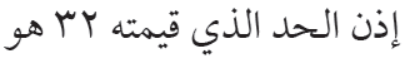 إذن الحد الذي قيمته ٣٢ هو